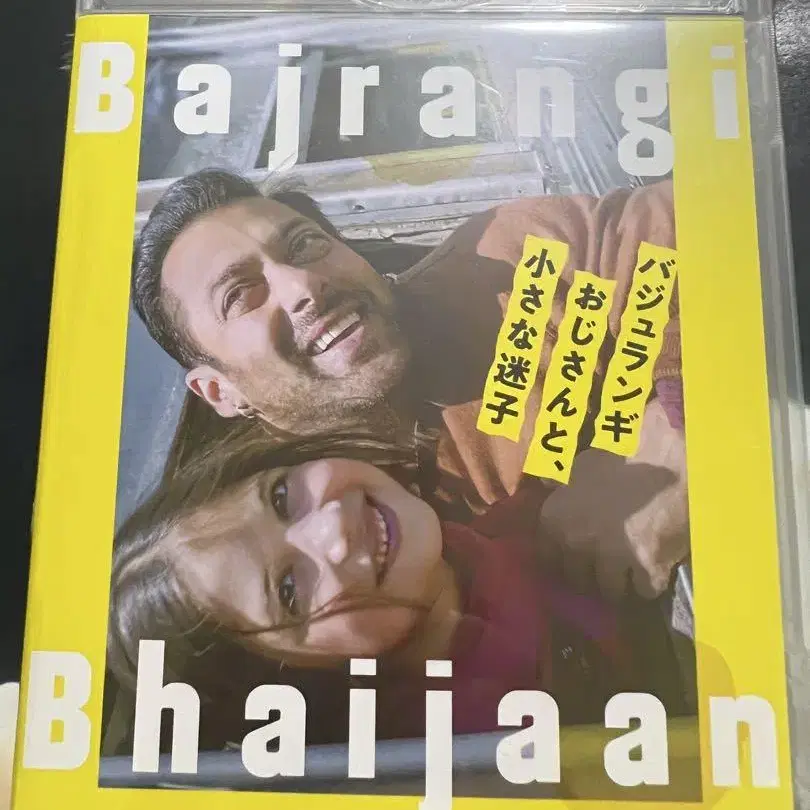 Bajrangi
バジュランギ
おじさんと、
小さな迷子
Bhaijaan